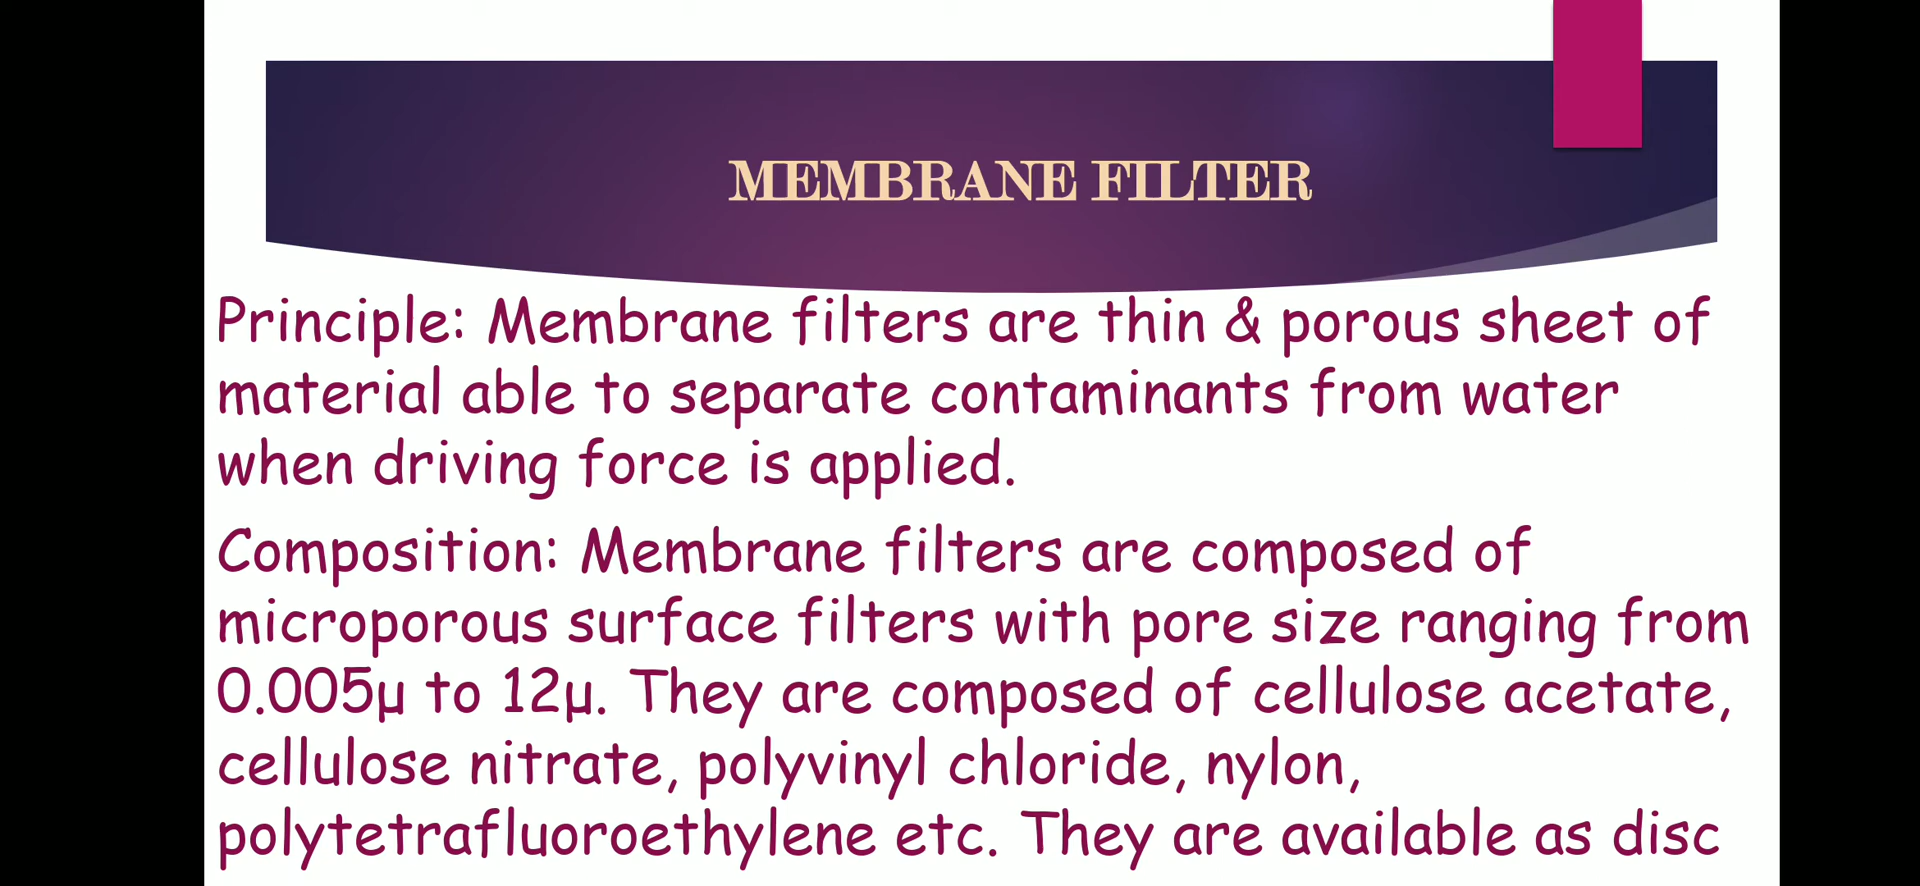 MEMBRANE FILTER
Principle: Membrane filters are thin & porous sheet of
material able to separate contaminants from water
when driving force is applied.
Composition: Membrane filters are composed of
microporous surface filters with pore size ranging from
0.005µ to 12µ. They are composed of cellulose acetate,
cellulose nitrate, polyvinyl chloride, nylon,
polytetrafluoroethylene etc. They are available as disc